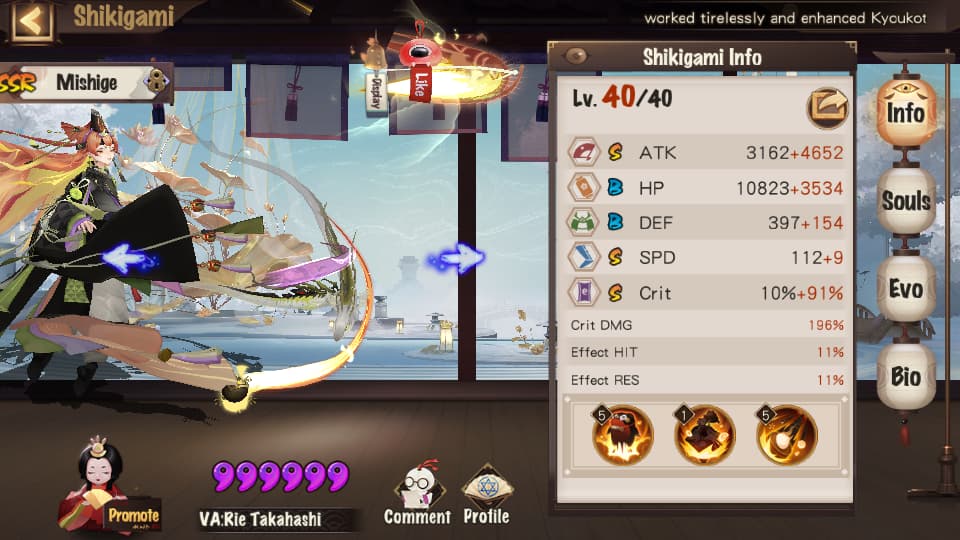 Shikigami
worked tirelessly and enhanced Kyoukot
SSR Mishige
Display
Like
Shikigami Info
Lv. 40/40
S ATK 3162+4652
B HP 10823+3534
B DEF 397+154
S SPD 112+9
S Crit 10%+91%
Crit DMG 196%
Effect HIT 11%
Effect RES 11%
5 1 5
Info
Souls
Evo
Bio
Promote
999999
VA:Rie Takahashi
Comment
Profile